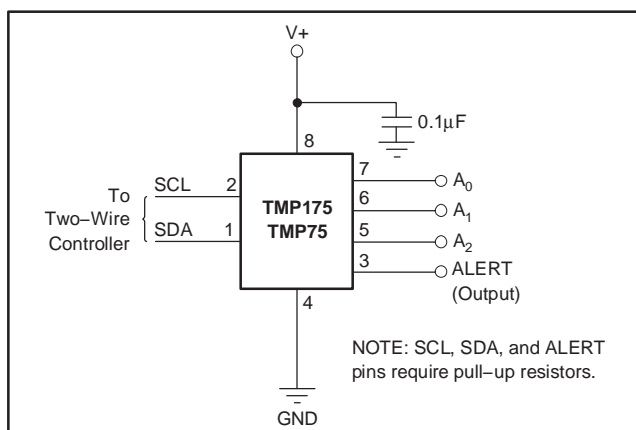 V+
0.1μF
8
7
A0
SCL
2
To
Two−Wire
Controller
TMP175
TMP75
6
A1
SDA
1
5
A2
3
ALERT
(Output)
4
NOTE: SCL, SDA, and ALERT
pins require pull−up resistors.
GND